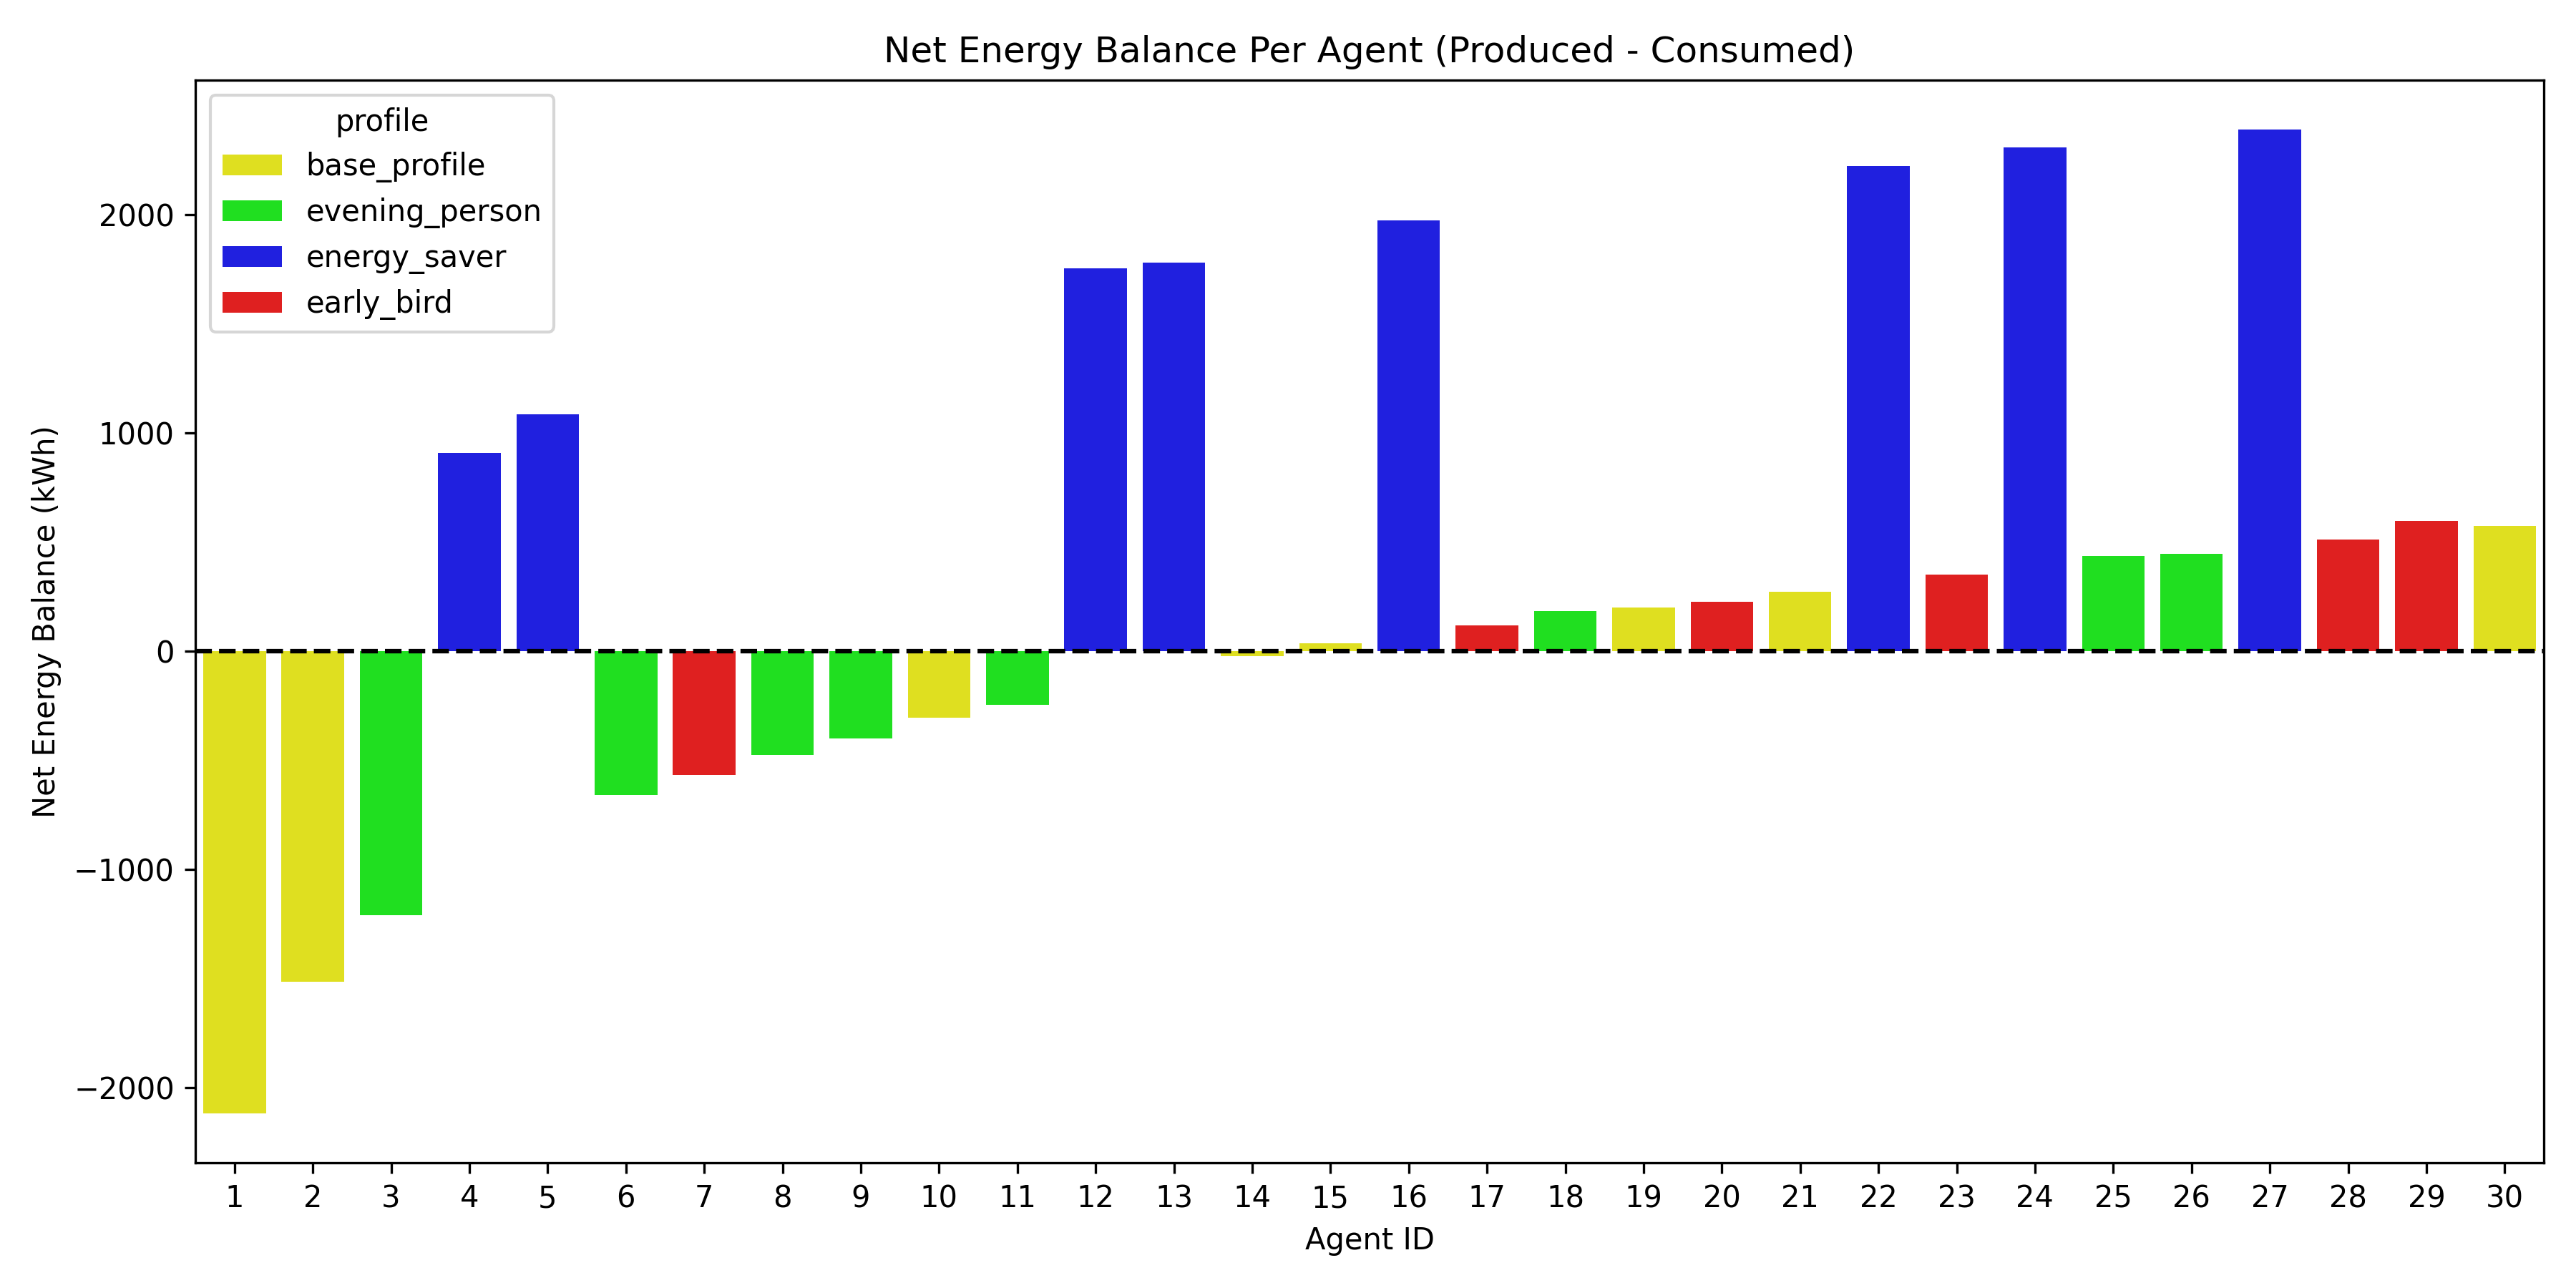 Net Energy Balance Per Agent (Produced - Consumed)
profile
base_profile
evening_person
energy_saver
early_bird
Net Energy Balance (kWh)
2000
1000
0
−1000
−2000
1 2 3 4 5 6 7 8 9 10 11 12 13 14 15 16 17 18 19 20 21 22 23 24 25 26 27 28 29 30
Agent ID